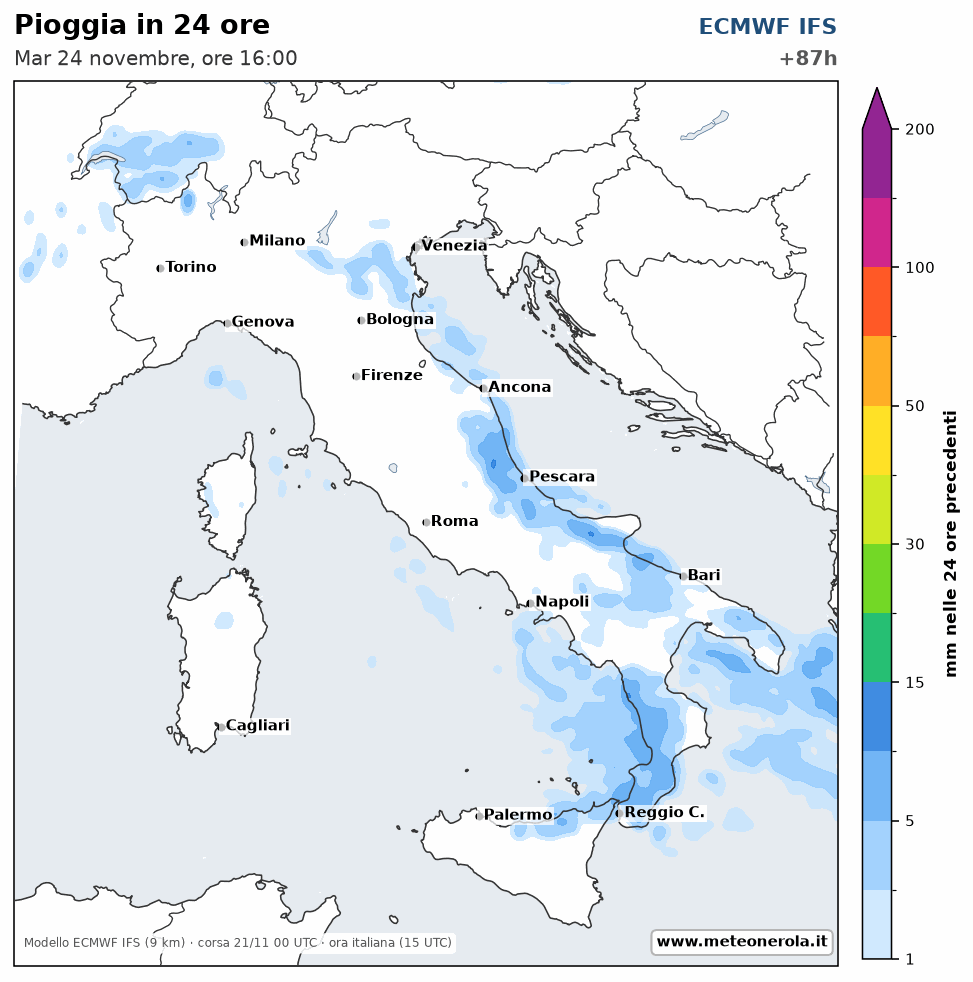 Pioggia in 24 ore
ECMWF IFS
Mar 24 novembre, ore 16:00
+87h
Milano
Venezia
Torino
Genova
Bologna
Firenze
Ancona
Pescara
Roma
Bari
Napoli
Cagliari
Palermo
Reggio C.
200
100
50
30
15
5
1
mm nelle 24 ore precedenti
Modello ECMWF IFS (9 km) · corsa 21/11 00 UTC · ora italiana (15 UTC)
www.meteonerola.it